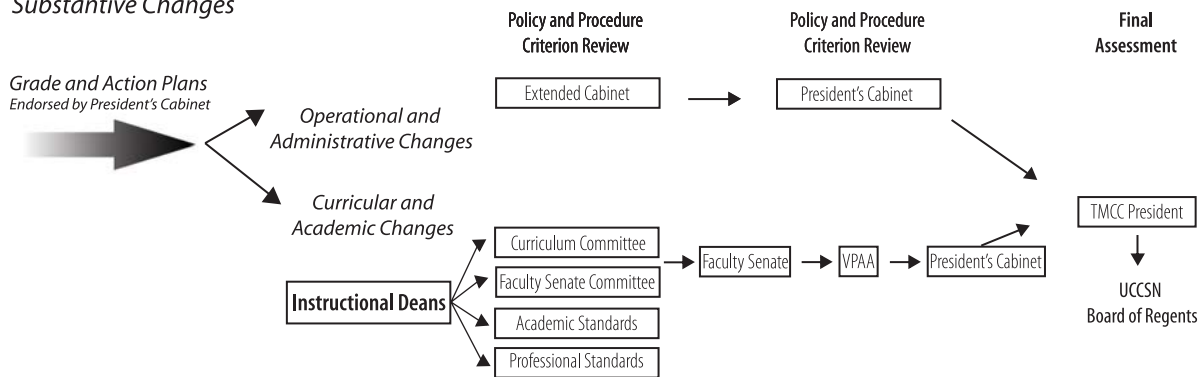 Substantive Changes
Policy and Procedure
Criterion Review
Policy and Procedure
Criterion Review
Final
Assessment
Grade and Action Plans
Endorsed by President's Cabinet
Extended Cabinet
President's Cabinet
Operational and
Administrative Changes
Curricular and
Academic Changes
TMCC President
Curriculum Committee
Faculty Senate
VPAA
President's Cabinet
Faculty Senate Committee
Instructional Deans
UCCSN
Board of Regents
Academic Standards
Professional Standards